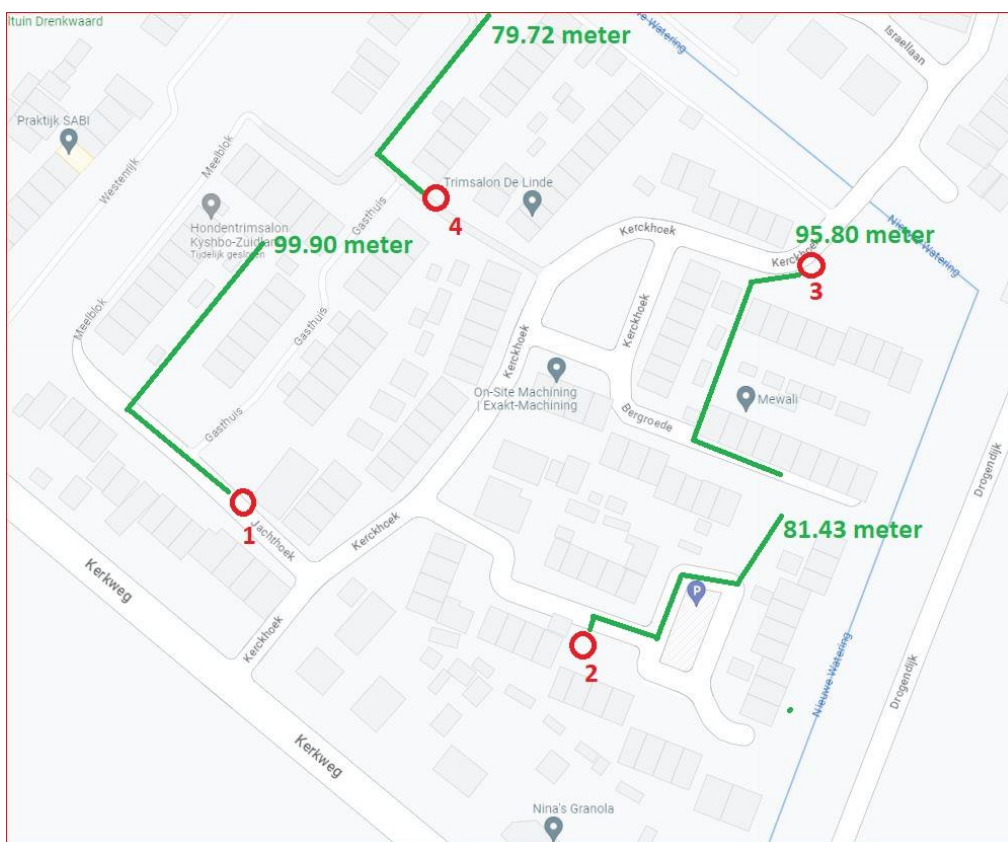 ltuin Drenkwaard
79.72 meter
we Watering
Israellaan
Praktijk SABI
Meelblok
Westenrijk
Trimsalon De Linde
Gasthuis
4
Hondentrimsalon
Kyshbo-Zuidlan
Tijdelijk gesloten
99.90 meter
Kerckhoek
95.80 meter
Kerckhoek
3
Nieuwe Watering
Meelblok
Gasthuis
Kerckhoek
Kerckhoek
On-Site Machining
| Exakt-Machining
Mewali
Bergroede
Gasthuis
Drogendijk
1
Jachthoek
Kerckhoek
81.43 meter
Kerkweg
P
Kerckhoek
2
Nieuwe Watering
Drogendijk
Kerkweg
Nina's Granola